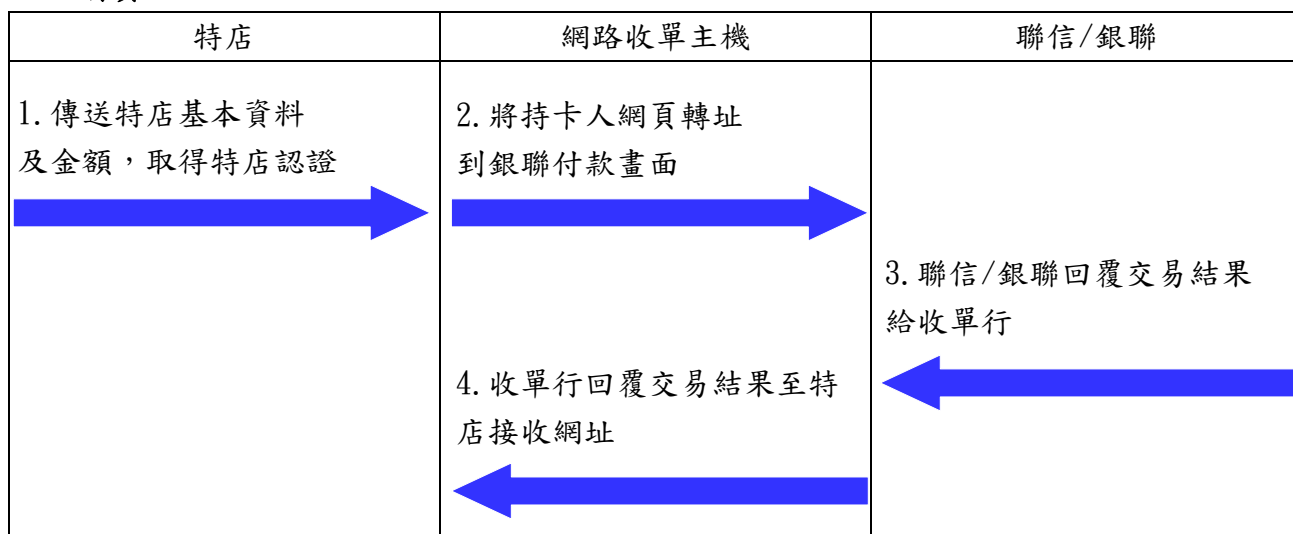 特店
網路收單主機
聯信/銀聯
1.傳送特店基本資料
及金額，取得特店認證
2.將持卡人網頁轉址
到銀聯付款畫面
3.聯信/銀聯回覆交易結果
給收單行
4.收單行回覆交易結果至特
店接收網址